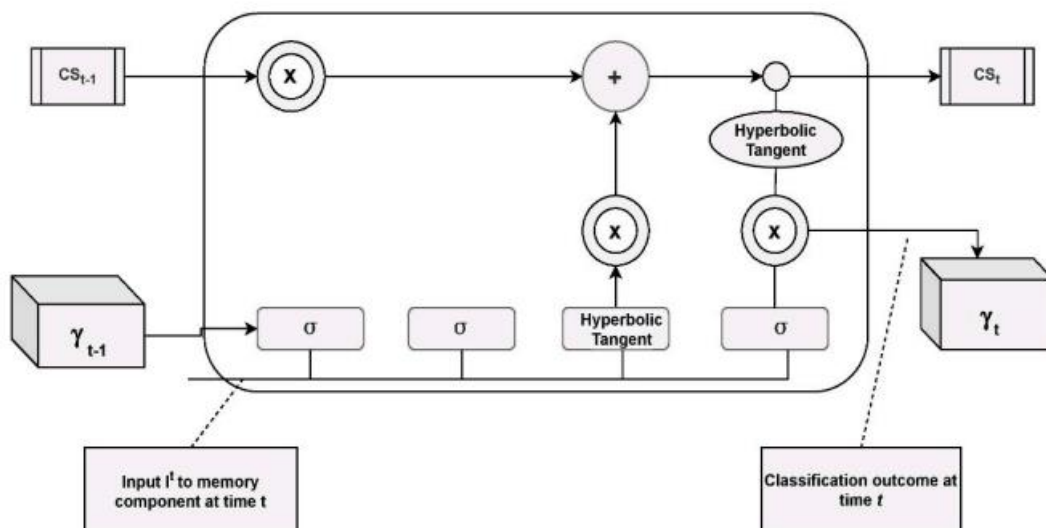 CSt-1
X
+
CSt
Hyperbolic
Tangent
X
X
γ t-1
σ
σ
Hyperbolic
Tangent
σ
γt
Input It to memory
component at time t
Classification outcome at
time t